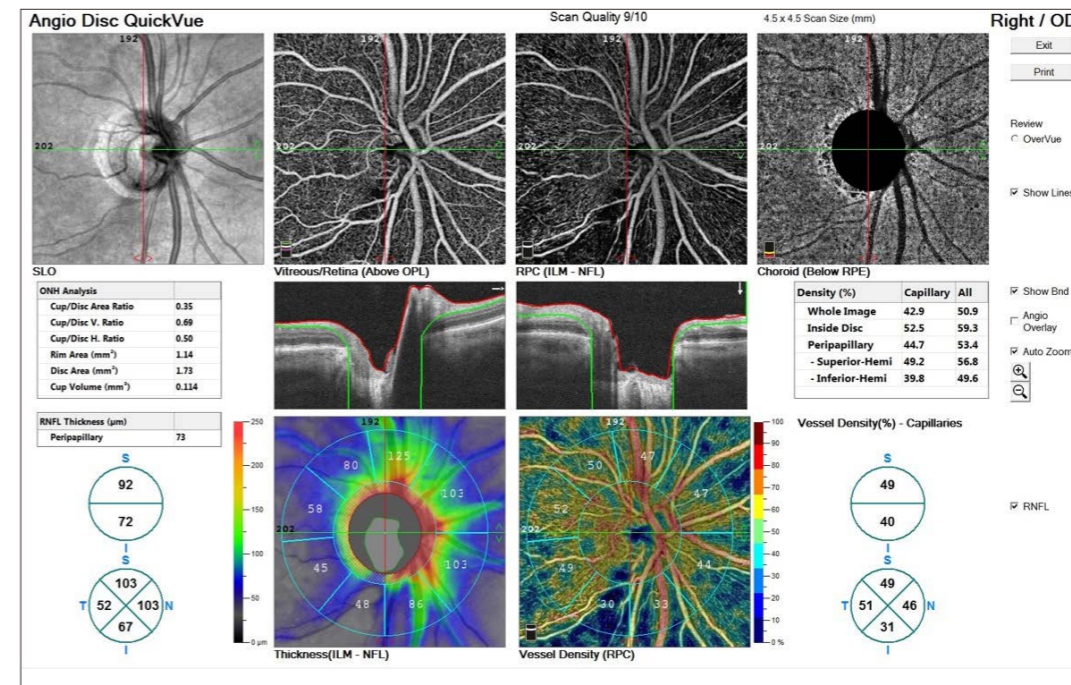 Angio Disc QuickVue
Scan Quality 9/10
4.5 x 4.5 Scan Size (mm)
Right / OD
Exit
Print
Review
OverVue
Show Lines
192
202
192
202
192
202
192
202
SLO
Vitreous/Retina (Above OPL)
RPC (ILM - NFL)
Choroid (Below RPE)
ONH Analysis
Cup/Disc Area Ratio 0.35
Cup/Disc V. Ratio 0.69
Cup/Disc H. Ratio 0.50
Rim Area (mm²) 1.14
Disc Area (mm²) 1.73
Cup Volume (mm³) 0.114
Density (%) Capillary All
Whole Image 42.9 50.9
Inside Disc 52.5 59.3
Peripapillary 44.7 53.4
- Superior-Hemi 49.2 56.8
- Inferior-Hemi 39.8 49.6
Show Bnd
Angio
Overlay
Auto Zoom
RNFL Thickness (µm)
Peripapillary 73
S
92
72
I
S
103
T 52 103 N
67
I
250
200
150
100
50
0 µm
192
202
125
80
103
58
103
45
86
48
Thickness(ILM - NFL)
192
202
47
50
47
52
44
49
33
30
Vessel Density (RPC)
100
90
80
70
60
50
40
30
20
10
0 %
Vessel Density(%) - Capillaries
S
49
40
I
S
49
T 51 46 N
31
I
RNFL